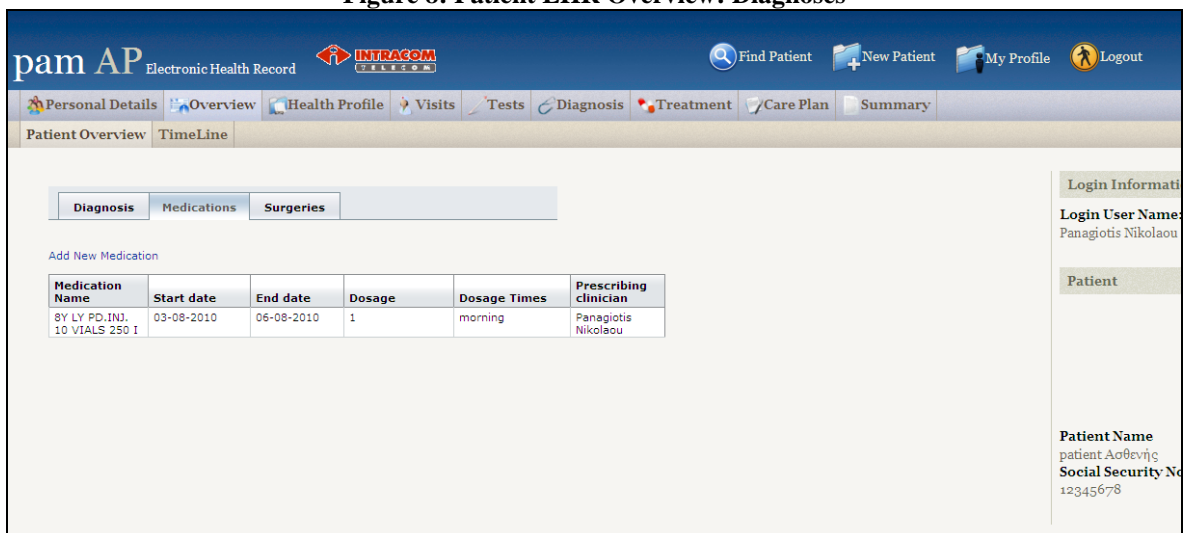 Figure 8: Patient EHR Overview: Diagnoses
pam AP Electronic Health Record
INTRACOM
TELECOM
Find Patient New Patient My Profile Logout
Personal Details Overview Health Profile Visits Tests Diagnosis Treatment Care Plan Summary
Patient Overview TimeLine
Diagnosis Medications Surgeries
Add New Medication
Medication Name Start date End date Dosage Dosage Times Prescribing clinician
8Y LY PD.INJ. 10 VIALS 250 I 03-08-2010 06-08-2010 1 morning Panagiotis Nikolaou
Login Informati
Login User Name:
Panagiotis Nikolaou
Patient
Patient Name
patient Ασθενής
Social Security No
12345678